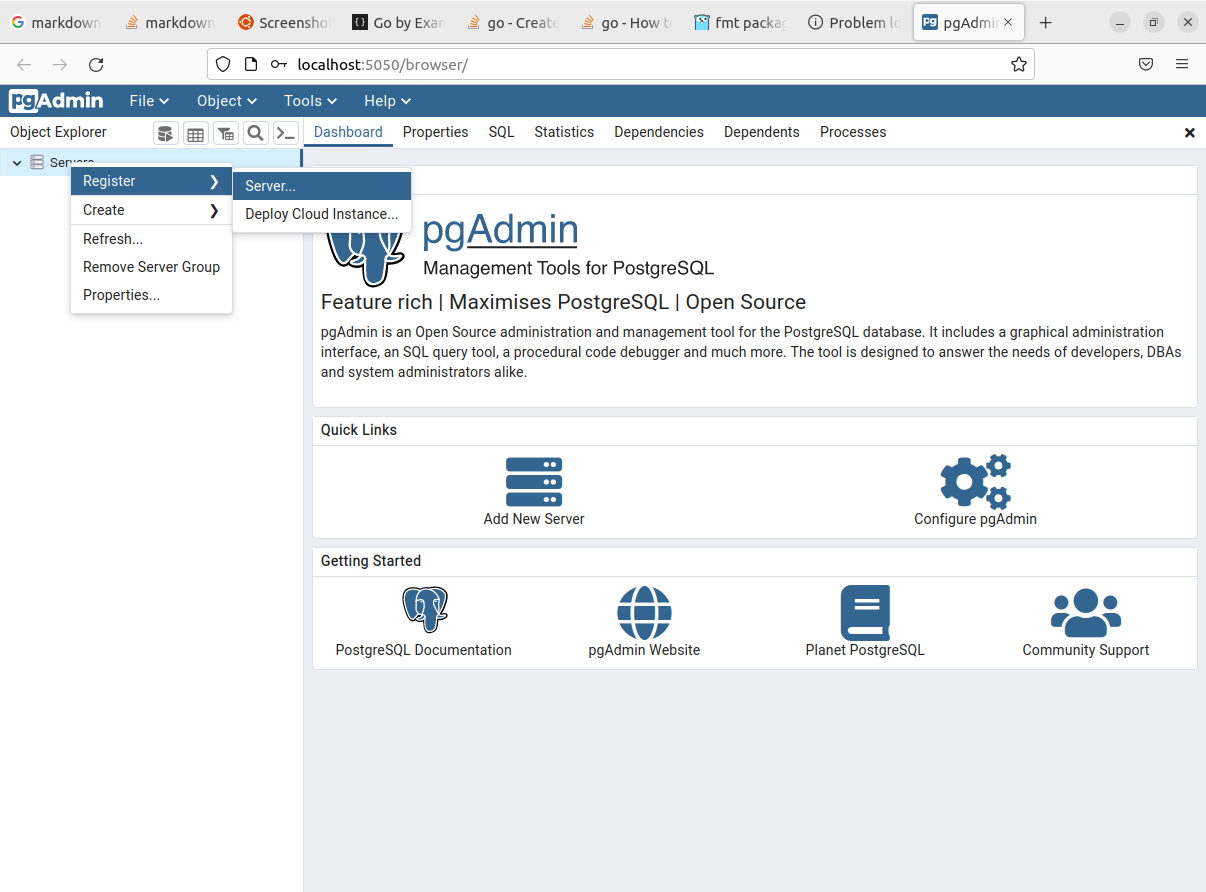 markdown
markdown
Screensho
Go by Exam
go - Create
go - How t
fmt packag
Problem lo
pgAdmin
localhost:5050/browser/
pgAdmin
File
Object
Tools
Help
Object Explorer
Dashboard
Properties
SQL
Statistics
Dependencies
Dependents
Processes
Servers
Register
Server...
Create
Deploy Cloud Instance...
Refresh...
Remove Server Group
Properties...
pgAdmin
Management Tools for PostgreSQL
Feature rich | Maximises PostgreSQL | Open Source
pgAdmin is an Open Source administration and management tool for the PostgreSQL database. It includes a graphical administration
interface, an SQL query tool, a procedural code debugger and much more. The tool is designed to answer the needs of developers, DBAs
and system administrators alike.
Quick Links
Add New Server
Configure pgAdmin
Getting Started
PostgreSQL Documentation
pgAdmin Website
Planet PostgreSQL
Community Support